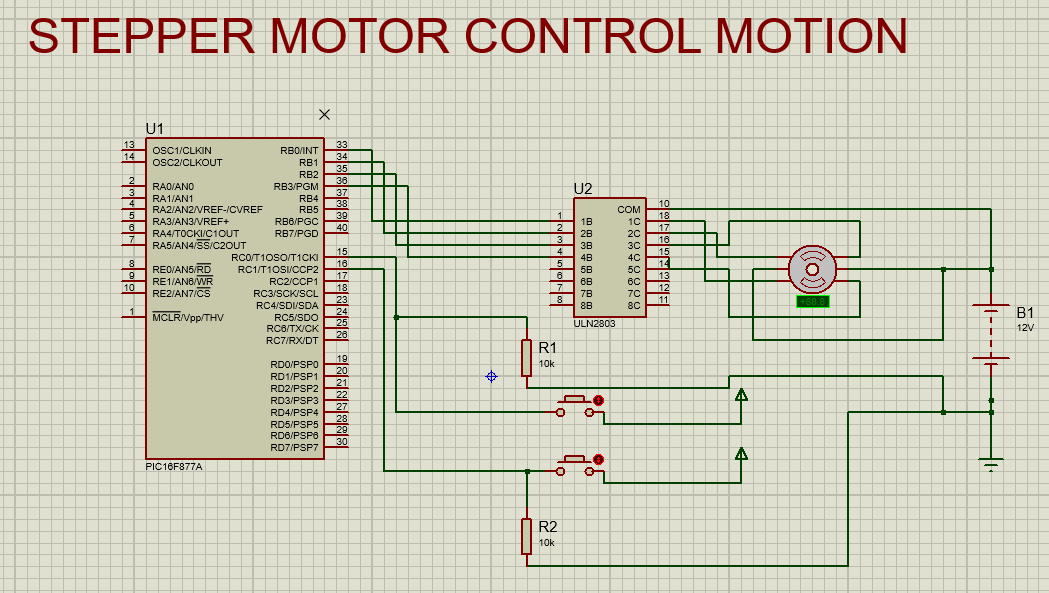 STEPPER MOTOR CONTROL MOTION
U1
13 OSC1/CLKIN RB0/INT 33
14 OSC2/CLKOUT RB1 34
RB2 35
2 RA0/AN0 RB3/PGM 36
3 RA1/AN1 RB4 37
4 RA2/AN2/VREF-/CVREF RB5 38
5 RA3/AN3/VREF+ RB6/PGC 39
6 RA4/T0CKI/C1OUT RB7/PGD 40
7 RA5/AN4/SS/C2OUT
RC0/T1OSO/T1CKI 15
8 RE0/AN5/RD RC1/T1OSI/CCP2 16
9 RE1/AN6/WR RC2/CCP1 17
10 RE2/AN7/CS RC3/SCK/SCL 18
RC4/SDI/SDA 23
1 MCLR/Vpp/THV RC5/SDO 24
RC6/TX/CK 25
RC7/RX/DT 26
RD0/PSP0 19
RD1/PSP1 20
RD2/PSP2 21
RD3/PSP3 22
RD4/PSP4 27
RD5/PSP5 28
RD6/PSP6 29
RD7/PSP7 30
PIC16F877A
U2
COM 10
1 1B 1C 18
2 2B 2C 17
3 3B 3C 16
4 4B 4C 15
5 5B 5C 14
6 6B 6C 13
7 7B 7C 12
8 8B 8C 11
ULN2803
B1
12V
R1
10k
R2
10k